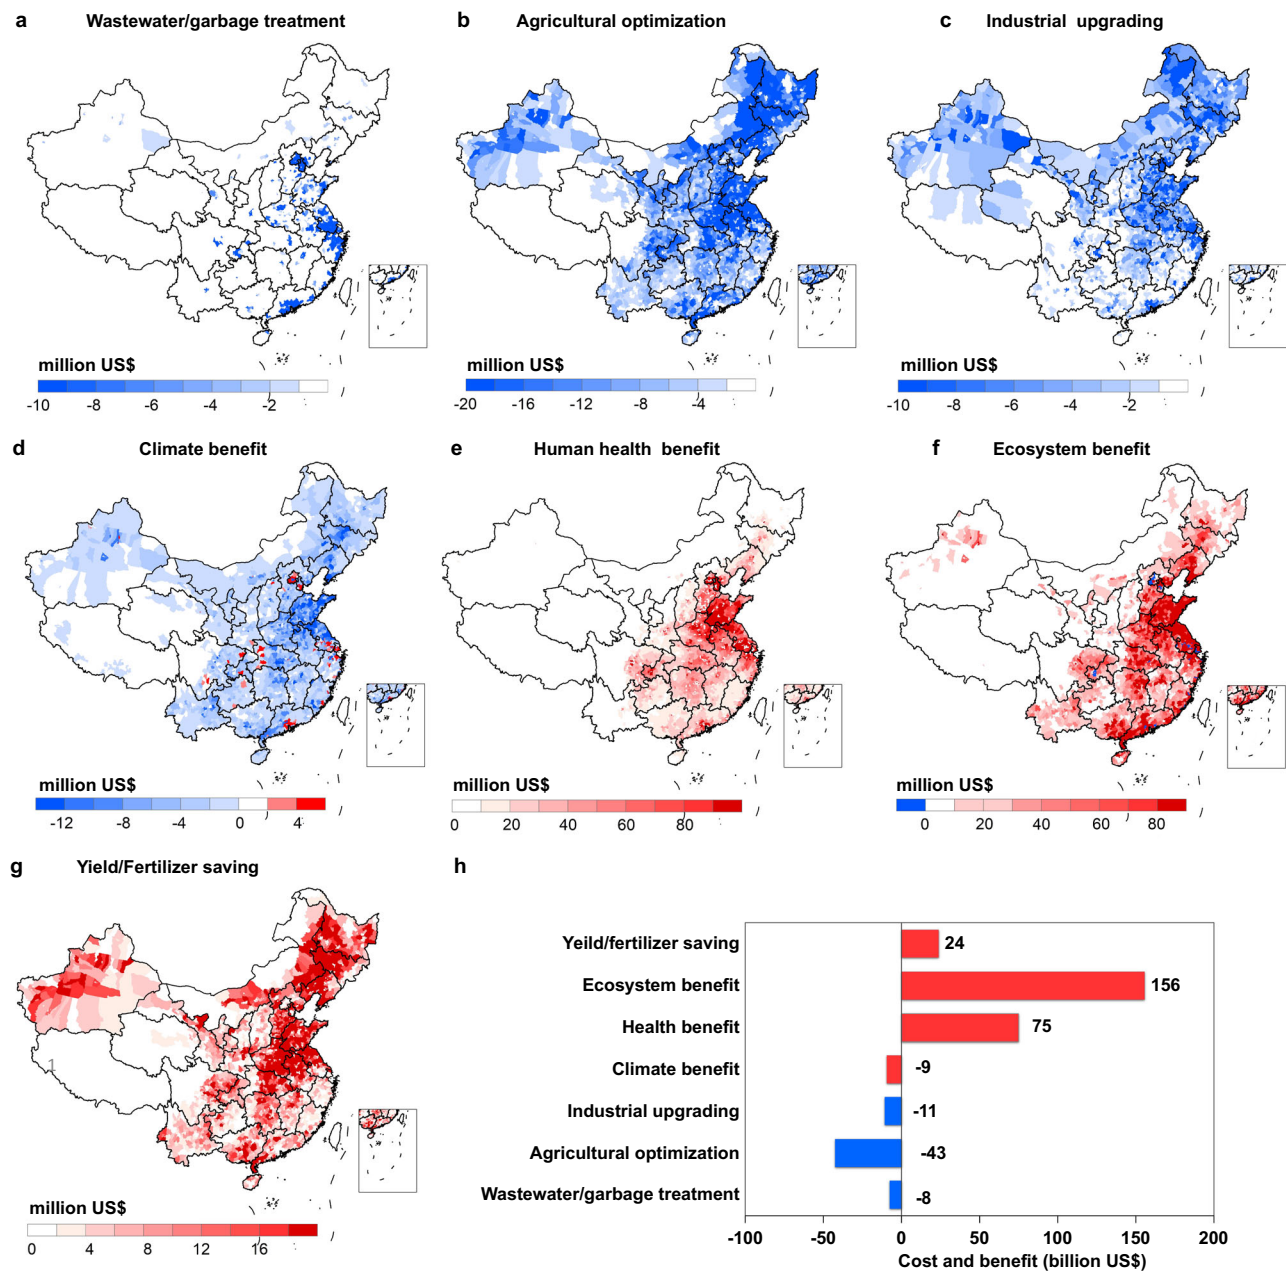 a Wastewater/garbage treatment
b Agricultural optimization
c Industrial upgrading
million US$
-10 -8 -6 -4 -2
million US$
-20 -16 -12 -8 -4
million US$
-10 -8 -6 -4 -2
d Climate benefit
e Human health benefit
f Ecosystem benefit
million US$
-12 -8 -4 0 4
million US$
0 20 40 60 80
million US$
0 20 40 60 80
g Yield/Fertilizer saving
1
million US$
0 4 8 12 16
h
Yeild/fertilizer saving 24
Ecosystem benefit 156
Health benefit 75
Climate benefit -9
Industrial upgrading -11
Agricultural optimization -43
Wastewater/garbage treatment -8
-100 -50 0 50 100 150 200
Cost and benefit (billion US$)